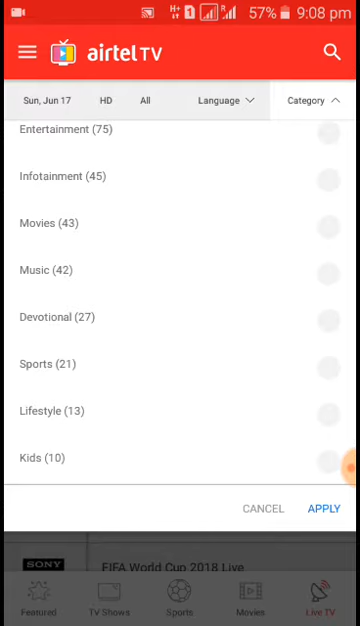 57% 9:08 pm
airtel TV
Sun, Jun 17 HD All Language Category
Entertainment (75)
Infotainment (45)
Movies (43)
Music (42)
Devotional (27)
Sports (21)
Lifestyle (13)
Kids (10)
CANCEL APPLY
SONY FIFA World Cup 2018 Live
Featured TV Shows Sports Movies Live TV